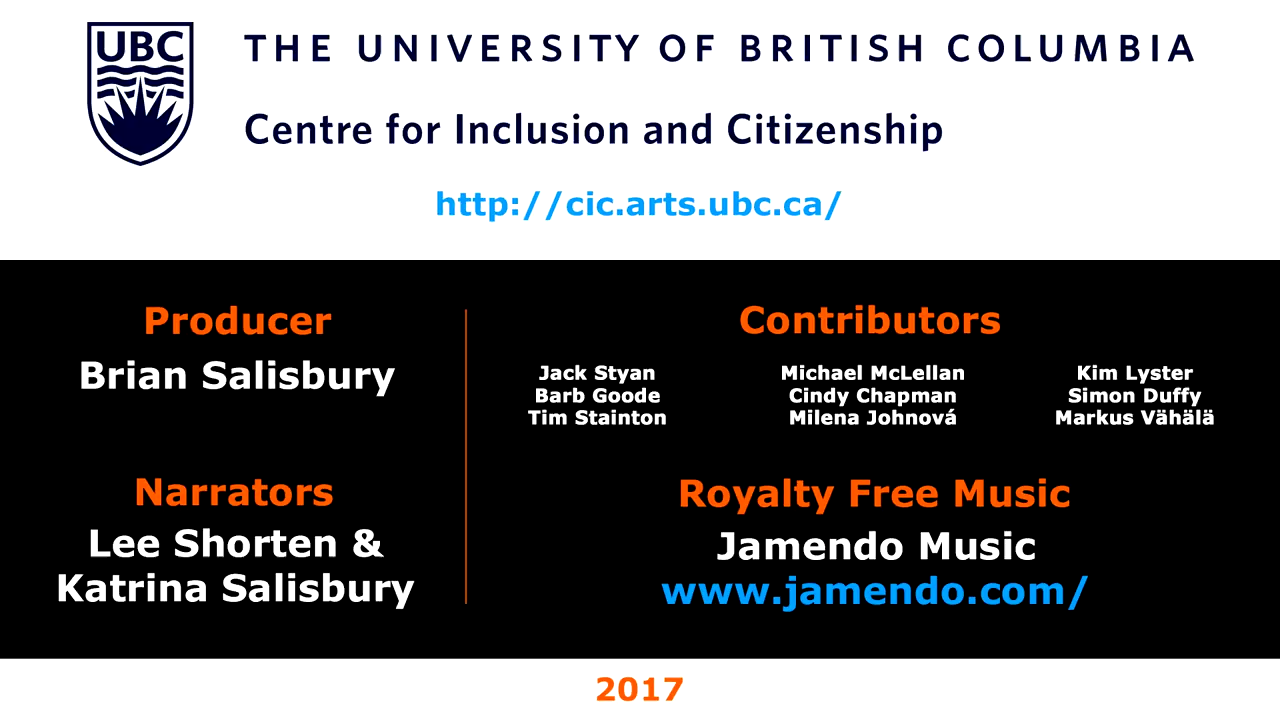 UBC
THE UNIVERSITY OF BRITISH COLUMBIA
Centre for Inclusion and Citizenship
http://cic.arts.ubc.ca/
Producer
Brian Salisbury
Narrators
Lee Shorten &
Katrina Salisbury
Contributors
Jack Styan
Barb Goode
Tim Stainton
Michael McLellan
Cindy Chapman
Milena Johnová
Kim Lyster
Simon Duffy
Markus Vähälä
Royalty Free Music
Jamendo Music
www.jamendo.com/
2017